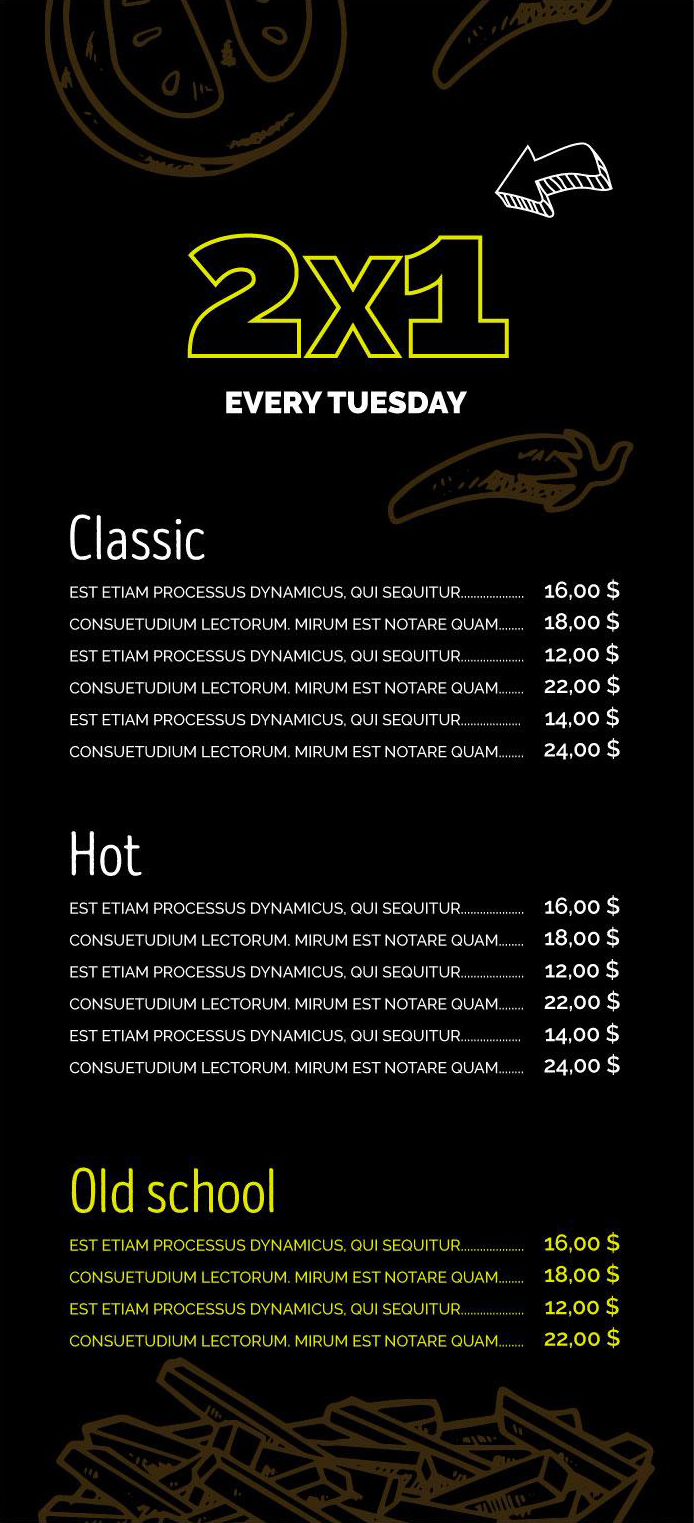 2x1
EVERY TUESDAY
Classic
EST ETIAM PROCESSUS DYNAMICUS, QUI SEQUITUR.................... 16,00 $
CONSUETUDIUM LECTORUM. MIRUM EST NOTARE QUAM........ 18,00 $
EST ETIAM PROCESSUS DYNAMICUS, QUI SEQUITUR.................... 12,00 $
CONSUETUDIUM LECTORUM. MIRUM EST NOTARE QUAM........ 22,00 $
EST ETIAM PROCESSUS DYNAMICUS, QUI SEQUITUR................... 14,00 $
CONSUETUDIUM LECTORUM. MIRUM EST NOTARE QUAM........ 24,00 $
Hot
EST ETIAM PROCESSUS DYNAMICUS, QUI SEQUITUR.................... 16,00 $
CONSUETUDIUM LECTORUM. MIRUM EST NOTARE QUAM........ 18,00 $
EST ETIAM PROCESSUS DYNAMICUS, QUI SEQUITUR.................... 12,00 $
CONSUETUDIUM LECTORUM. MIRUM EST NOTARE QUAM........ 22,00 $
EST ETIAM PROCESSUS DYNAMICUS, QUI SEQUITUR................... 14,00 $
CONSUETUDIUM LECTORUM. MIRUM EST NOTARE QUAM........ 24,00 $
Old school
EST ETIAM PROCESSUS DYNAMICUS, QUI SEQUITUR.................... 16,00 $
CONSUETUDIUM LECTORUM. MIRUM EST NOTARE QUAM........ 18,00 $
EST ETIAM PROCESSUS DYNAMICUS, QUI SEQUITUR.................... 12,00 $
CONSUETUDIUM LECTORUM. MIRUM EST NOTARE QUAM........ 22,00 $